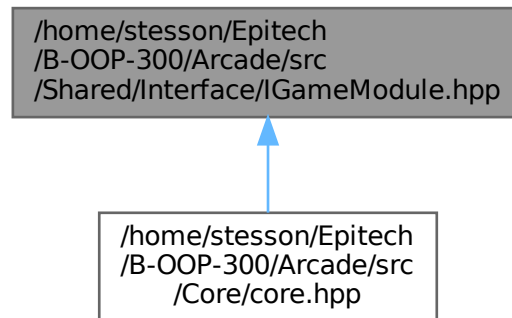 /home/stesson/Epitech
/B-OOP-300/Arcade/src
/Shared/Interface/IGameModule.hpp
/home/stesson/Epitech
/B-OOP-300/Arcade/src
/Core/core.hpp